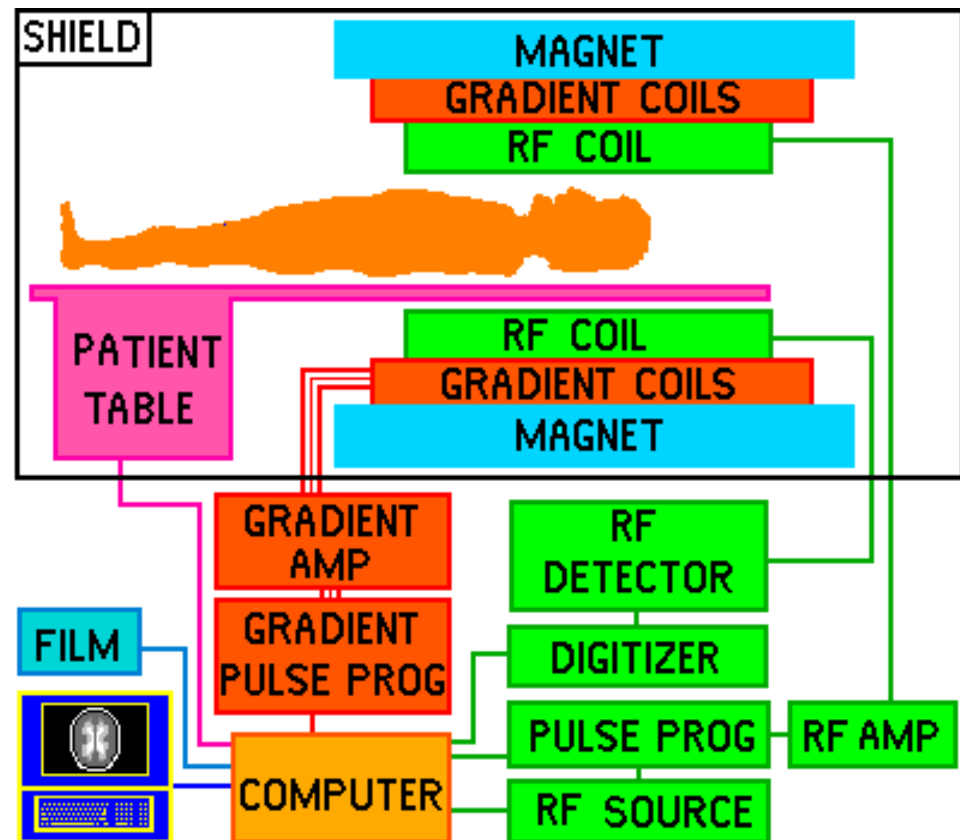 SHIELD
MAGNET
GRADIENT COILS
RF COIL
RF COIL
GRADIENT COILS
MAGNET
PATIENT
TABLE
GRADIENT
AMP
RF
DETECTOR
GRADIENT
PULSE PROG
FILM
DIGITIZER
PULSE PROG
RF AMP
COMPUTER
RF SOURCE